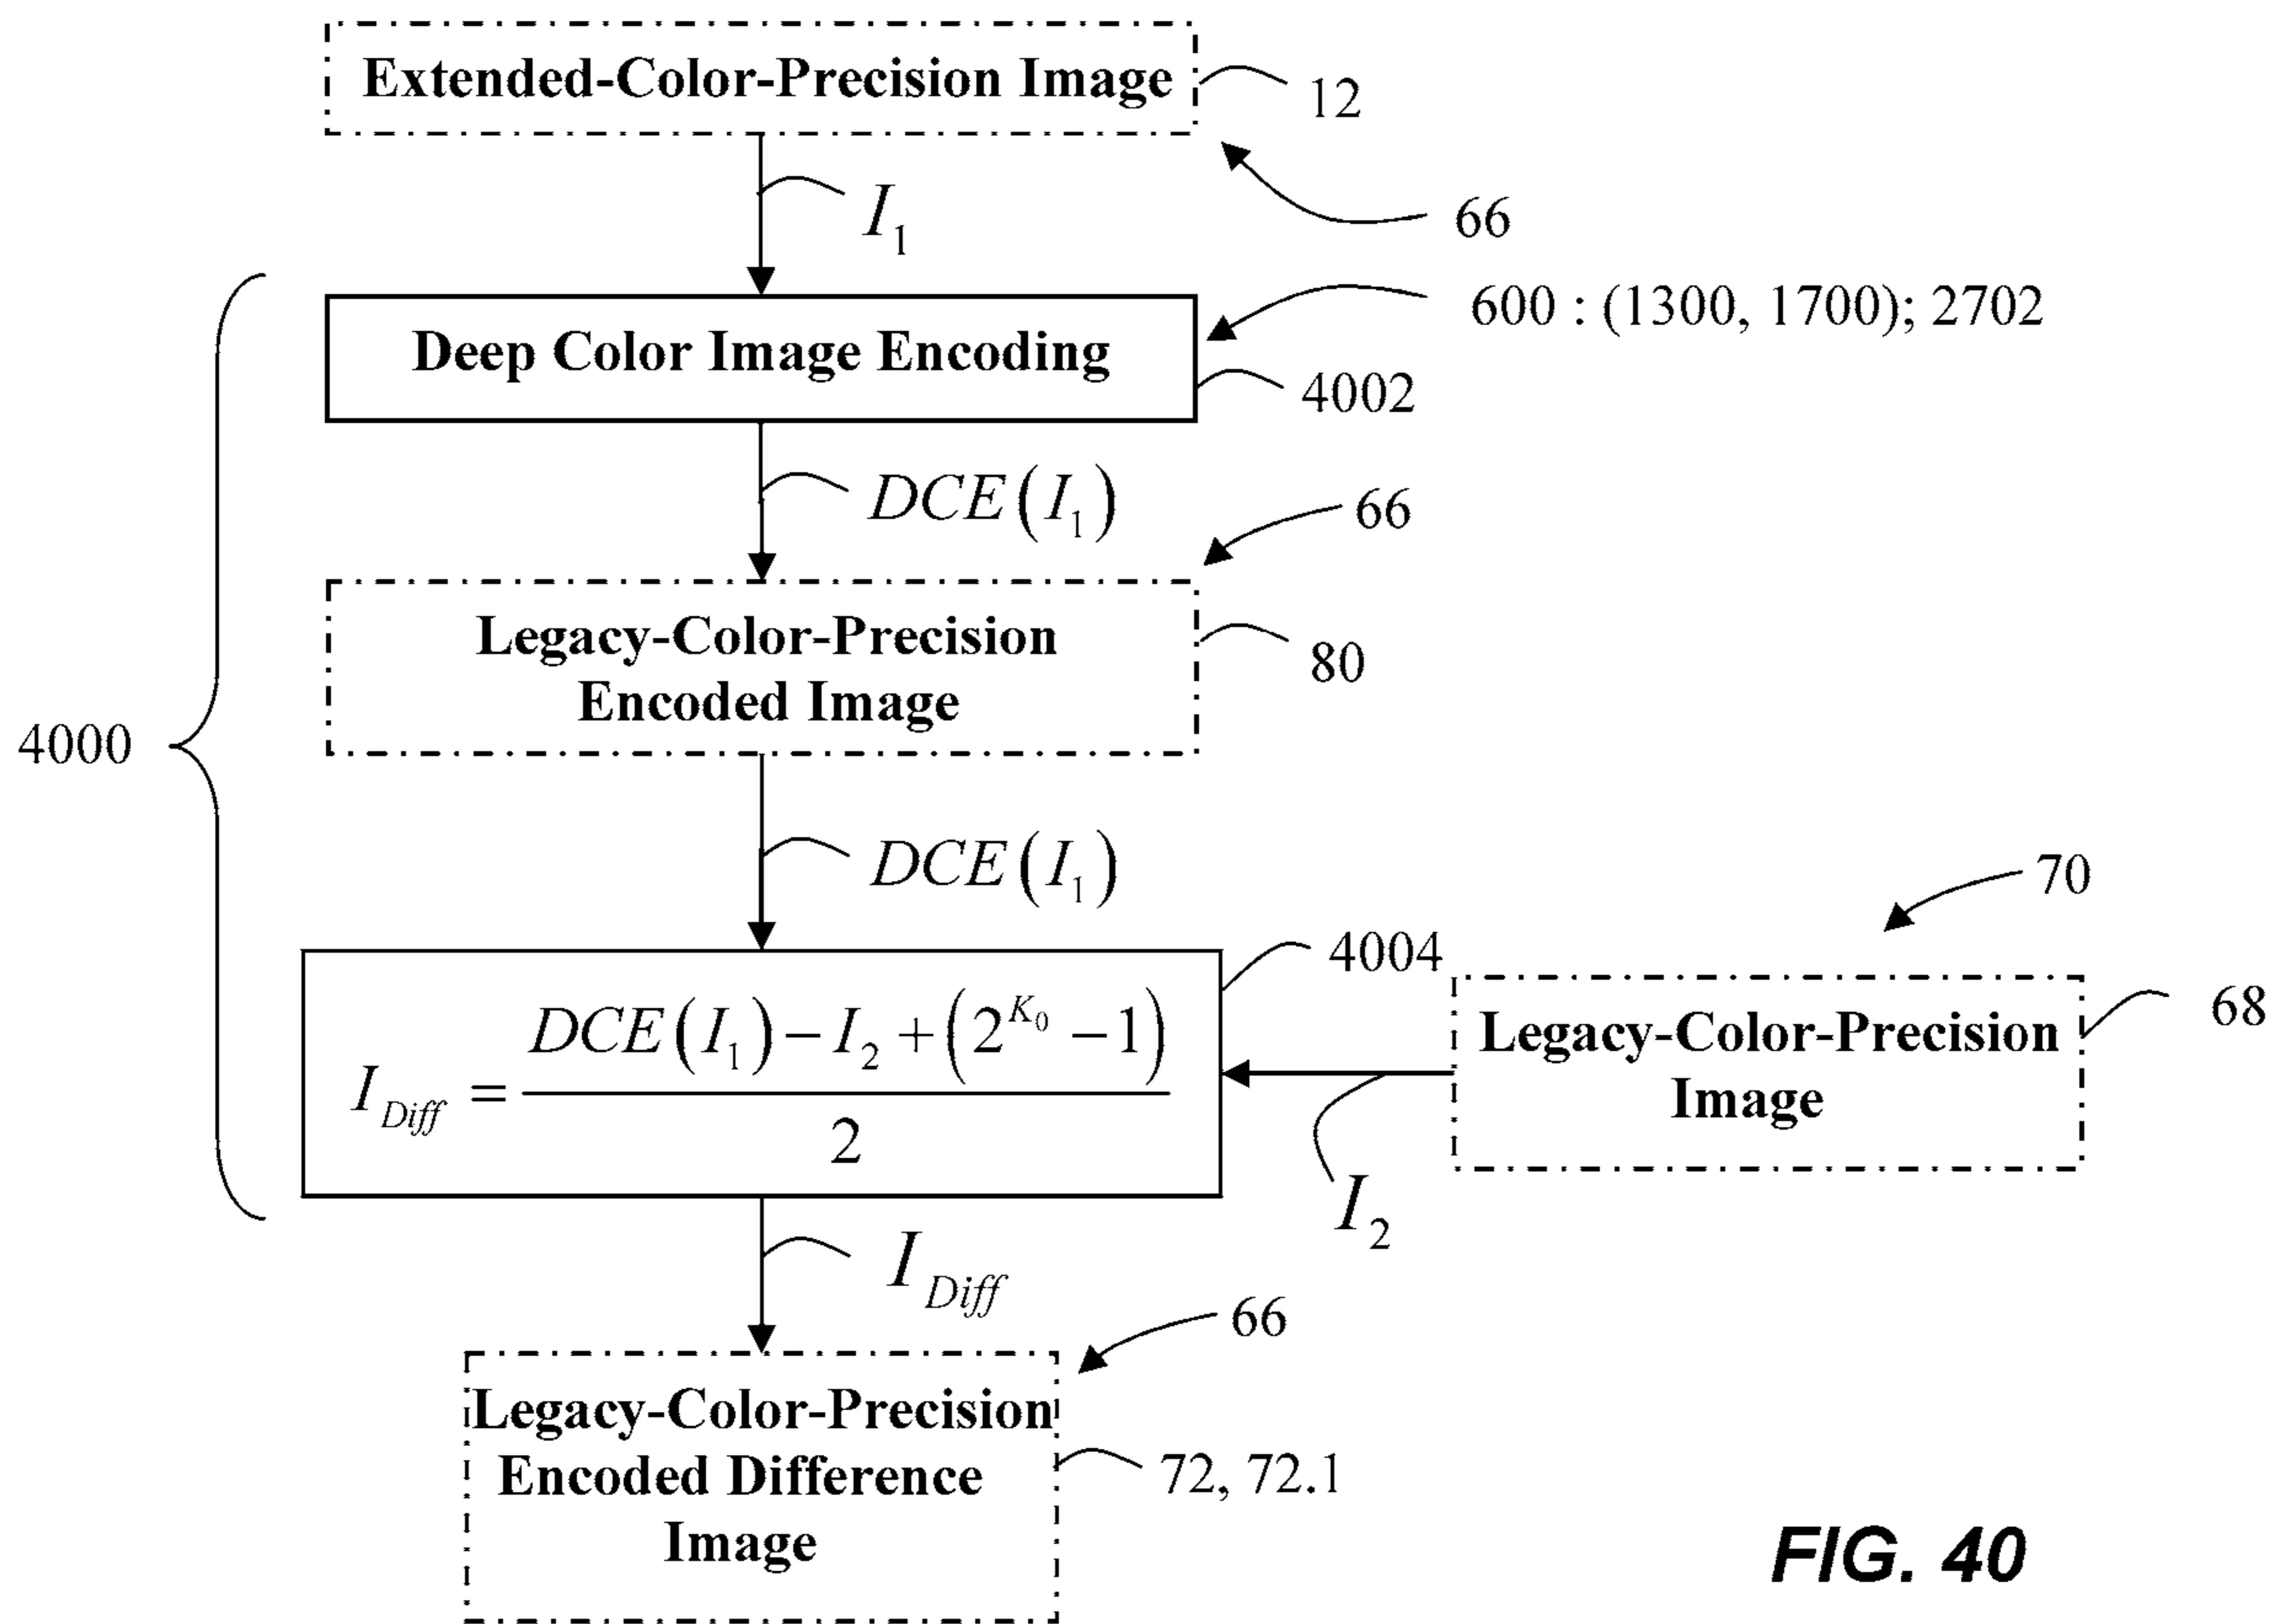 Extended-Color-Precision Image
12
I₁
66
600 : (1300, 1700); 2702
Deep Color Image Encoding
4002
DCE(I₁)
66
Legacy-Color-Precision
Encoded Image
80
4000
DCE(I₁)
70
4004
I_Diff = (DCE(I₁) − I₂ + (2^{K₀} − 1)) / 2
Legacy-Color-Precision
Image
68
I₂
I_Diff
66
Legacy-Color-Precision
Encoded Difference
Image
72, 72.1
FIG. 40